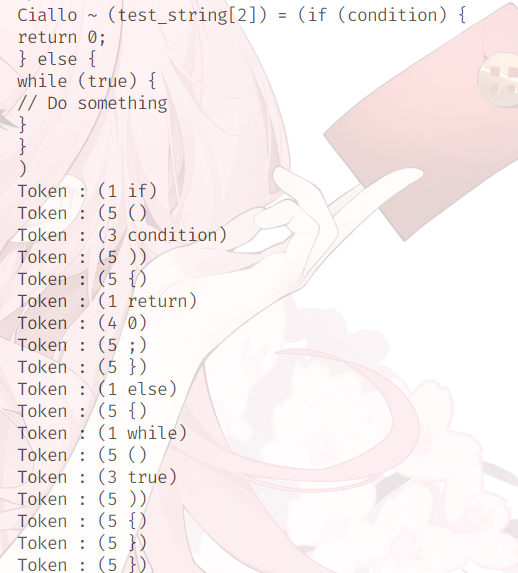 Ciallo ~ (test_string[2]) = (if (condition) {
return 0;
} else {
while (true) {
// Do something
}
}
)
Token : (1 if)
Token : (5 ()
Token : (3 condition)
Token : (5 ))
Token : (5 {)
Token : (1 return)
Token : (4 0)
Token : (5 ;)
Token : (5 })
Token : (1 else)
Token : (5 {)
Token : (1 while)
Token : (5 ()
Token : (3 true)
Token : (5 ))
Token : (5 {)
Token : (5 })
Token : (5 })